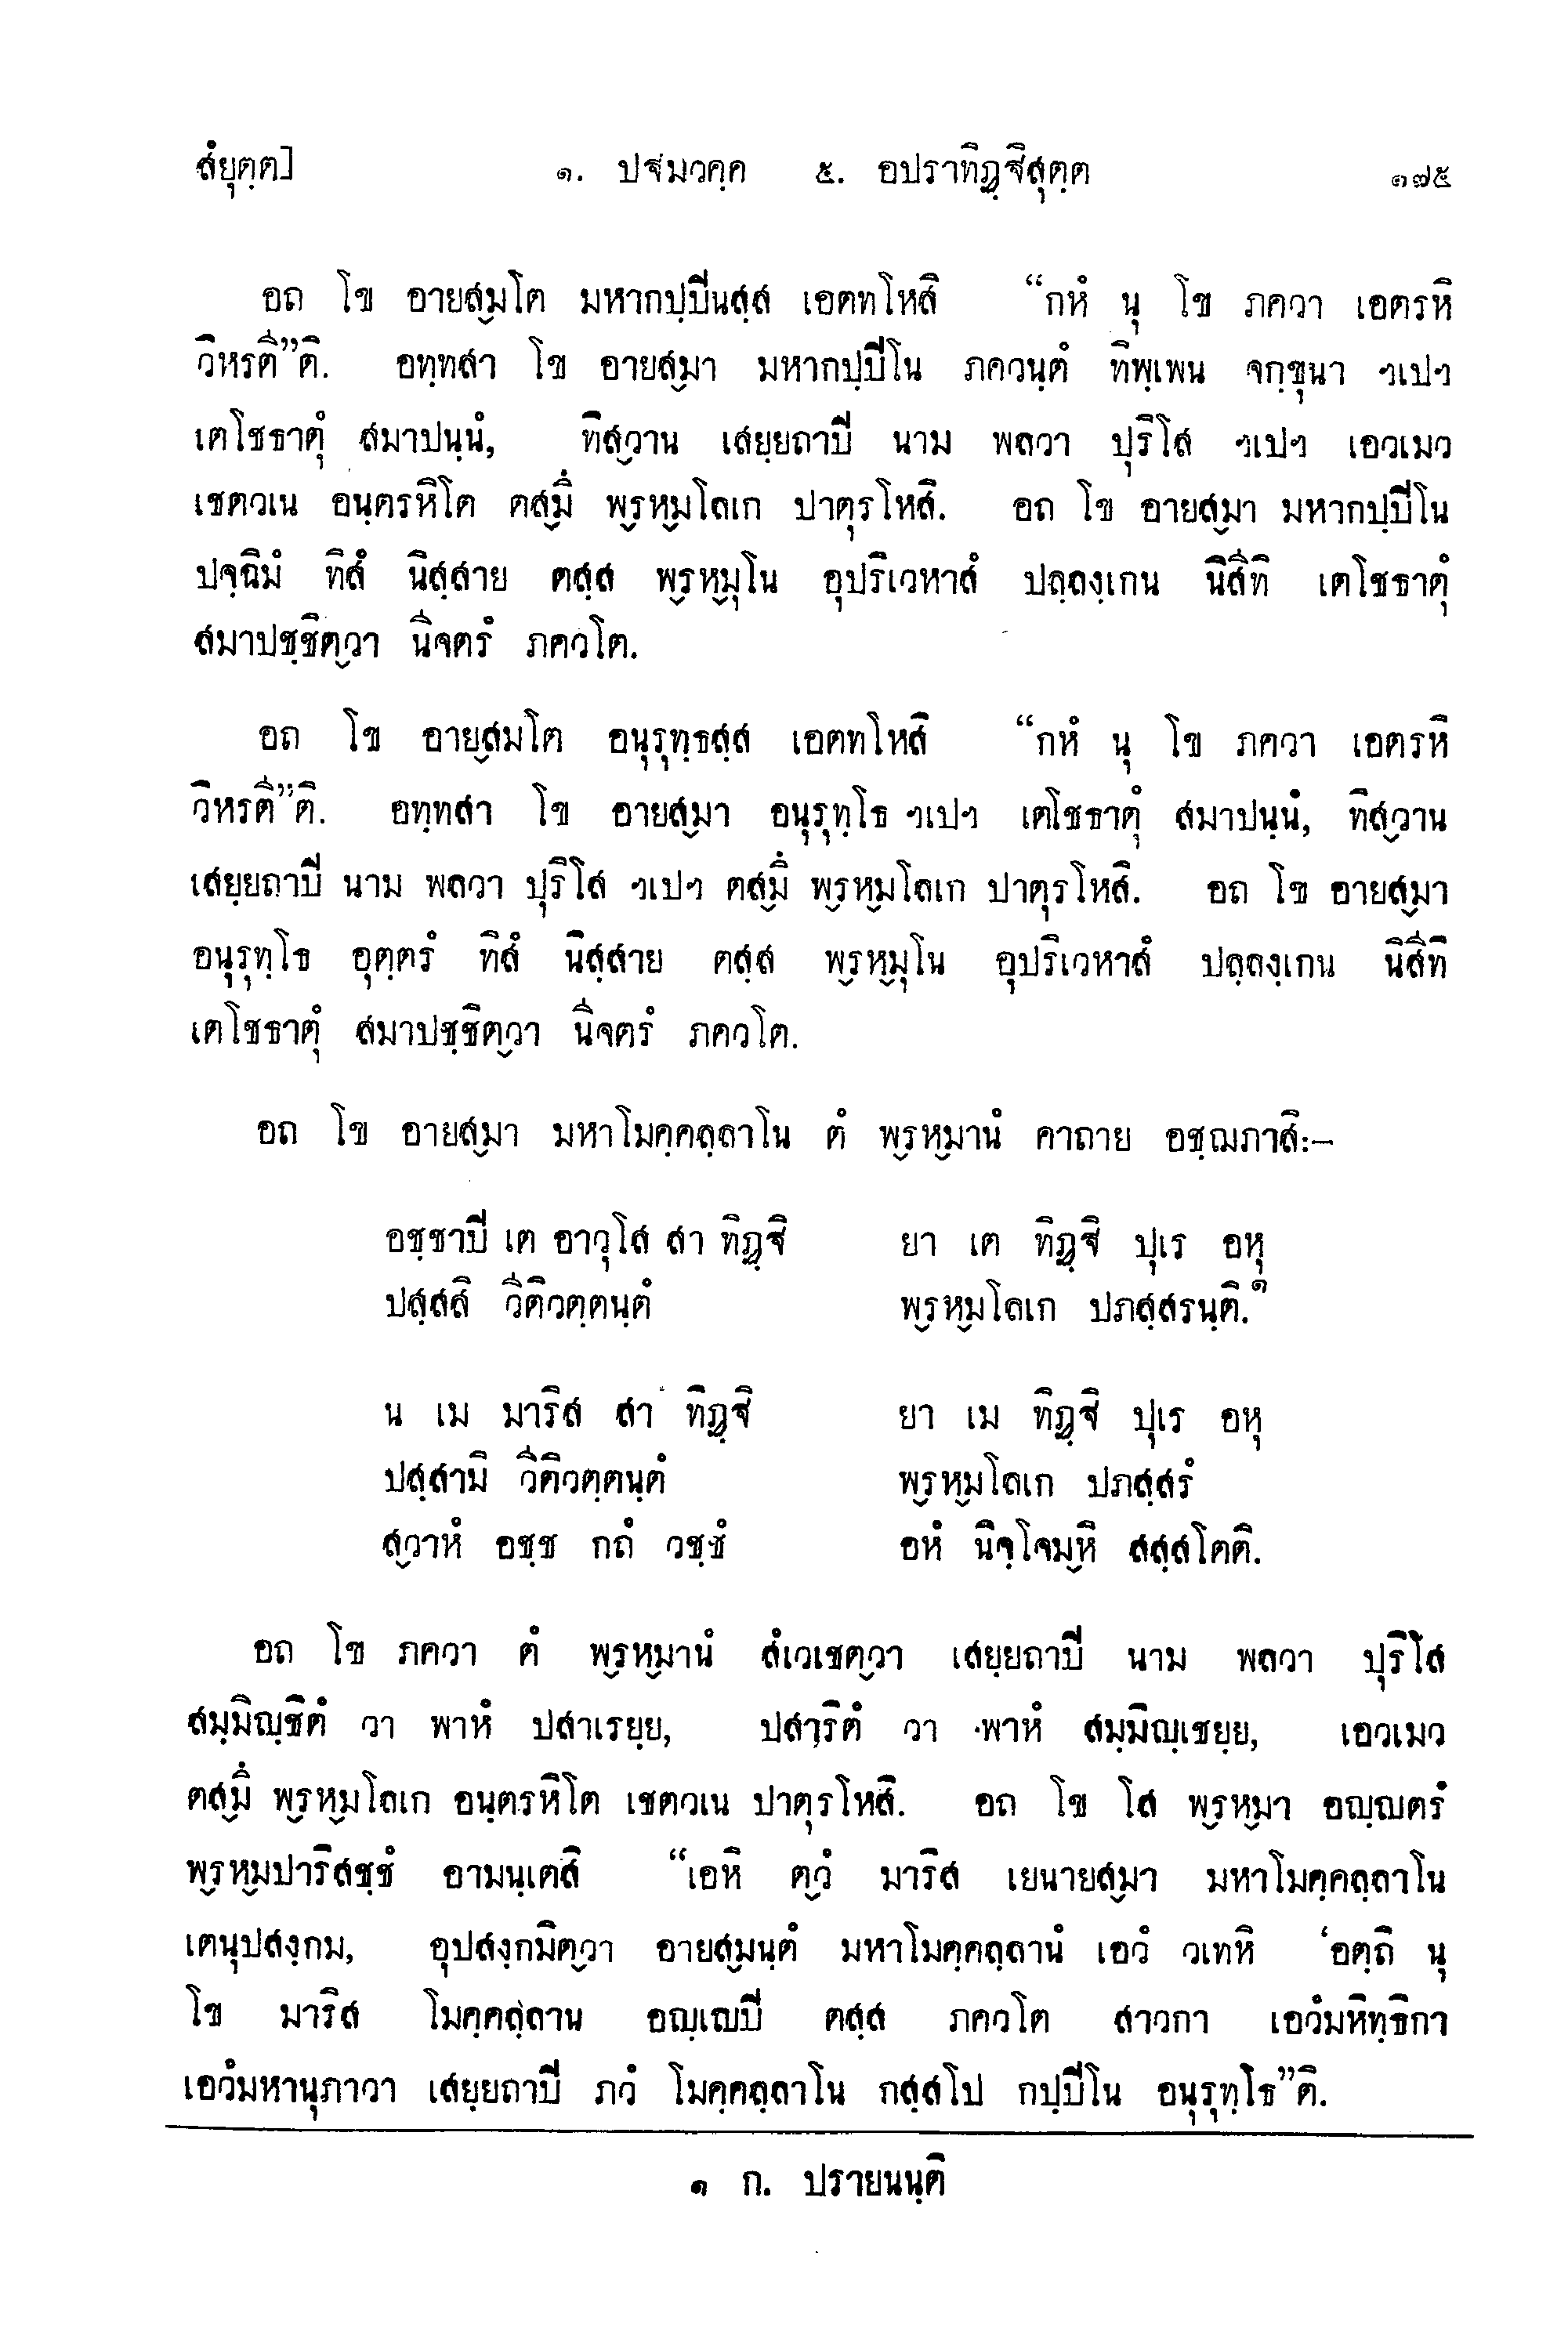 สํยุตฺต]	๑. ปฐมวคฺค ๕. อปราทิฏฺฐิสุตฺต	๑๗๕
อถ โข อายส๎มโต มหากปฺปินสฺส เอตทโหสิ “กหํ นุ โข ภควา เอตรหิ
วิหรตี”ติ. อทฺทสา โข อายส๎มา มหากปฺปิโน ภควนฺตํ ทิพฺเพน จกฺขุนา ฯเปฯ
เตโชธาตุํ สมาปนฺนํ, ทิส๎วาน เสยฺยถาปิ นาม พลวา ปุริโส ฯเปฯ เอวเมว
เชตวเน อนฺตรหิโต ตส๎มิํ พ๎รห๎มโลเก ปาตุรโหสิ. อถ โข อายส๎มา มหากปฺปิโน
ปจฺฉิมํ ทิสํ นิสฺสาย ตสฺส พ๎รห๎มุโน อุปริเวหาสํ ปลฺลงฺเกน นิสีทิ เตโชธาตุํ
สมาปชฺชิต๎วา นีจตรํ ภควโต.
อถ โข อายส๎มโต อนุรุทฺธสฺส เอตทโหสิ “กหํ นุ โข ภควา เอตรหิ
วิหรตี”ติ. อทฺทสา โข อายส๎มา อนุรุทฺโธ ฯเปฯ เตโชธาตุํ สมาปนฺนํ, ทิส๎วาน
เสยฺยถาปิ นาม พลวา ปุริโส ฯเปฯ ตส๎มิํ พ๎รห๎มโลเก ปาตุรโหสิ. อถ โข อายส๎มา
อนุรุทฺโธ อุตฺตรํ ทิสํ นิสฺสาย ตสฺส พ๎รห๎มุโน อุปริเวหาสํ ปลฺลงฺเกน นิสีทิ
เตโชธาตุํ สมาปชฺชิต๎วา นีจตรํ ภควโต.
อถ โข อายส๎มา มหาโมคฺคลฺลาโน ตํ พ๎รห๎มานํ คาถาย อชฺฌภาสิ:–
อชฺชาปิ เต อาวุโส สา ทิฏฺฐิ	ยา เต ทิฏฺฐิ ปุเร อหุ
ปสฺสสิ วีติวตฺตนฺตํ	พ๎รห๎มโลเก ปภสฺสรนฺติ.๑
น เม มาริส สา ทิฏฺฐิ	ยา เม ทิฏฺฐิ ปุเร อหุ
ปสฺสามิ วีติวตฺตนฺตํ	พ๎รห๎มโลเก ปภสฺสรํ
ส๎วาหํ อชฺช กถํ วชฺชํ	อหํ นิจฺโจม๎หิ สสฺสโตติ.
อถ โข ภควา ตํ พ๎รห๎มานํ สํเวเชต๎วา เสยฺยถาปิ นาม พลวา ปุริโส
สมฺมิญฺชิตํ วา พาหํ ปสาเรยฺย, ปสาริตํ วา พาหํ สมฺมิญฺเชยฺย, เอวเมว
ตส๎มิํ พ๎รห๎มโลเก อนฺตรหิโต เชตวเน ปาตุรโหสิ. อถ โข โส พ๎รห๎มา อญฺญตรํ
พ๎รห๎มปาริสชฺชํ อามนฺเตสิ “เอหิ ต๎วํ มาริส เยนายส๎มา มหาโมคฺคลฺลาโน
เตนุปสงฺกม, อุปสงฺกมิต๎วา อายส๎มนฺตํ มหาโมคฺคลฺลานํ เอวํ วเทหิ ‘อตฺถิ นุ
โข มาริส โมคฺคลฺลาน อญฺเญปิ ตสฺส ภควโต สาวกา เอวํมหิทฺธิกา
เอวํมหานุภาวา เสยฺยถาปิ ภวํ โมคฺคลฺลาโน กสฺสโป กปฺปิโน อนุรุทฺโธ”ติ.
๑ ก. ปรายนนฺติ